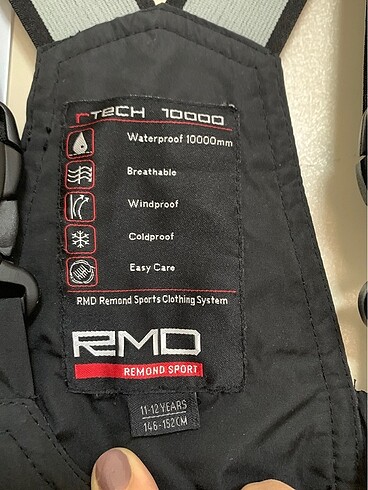 rTECH 10000
Waterproof 10000mm
Breathable
Windproof
Coldproof
Easy Care
RMD Remond Sports Clothing System
RMD
REMOND SPORT
11-12 YEARS
146-152CM